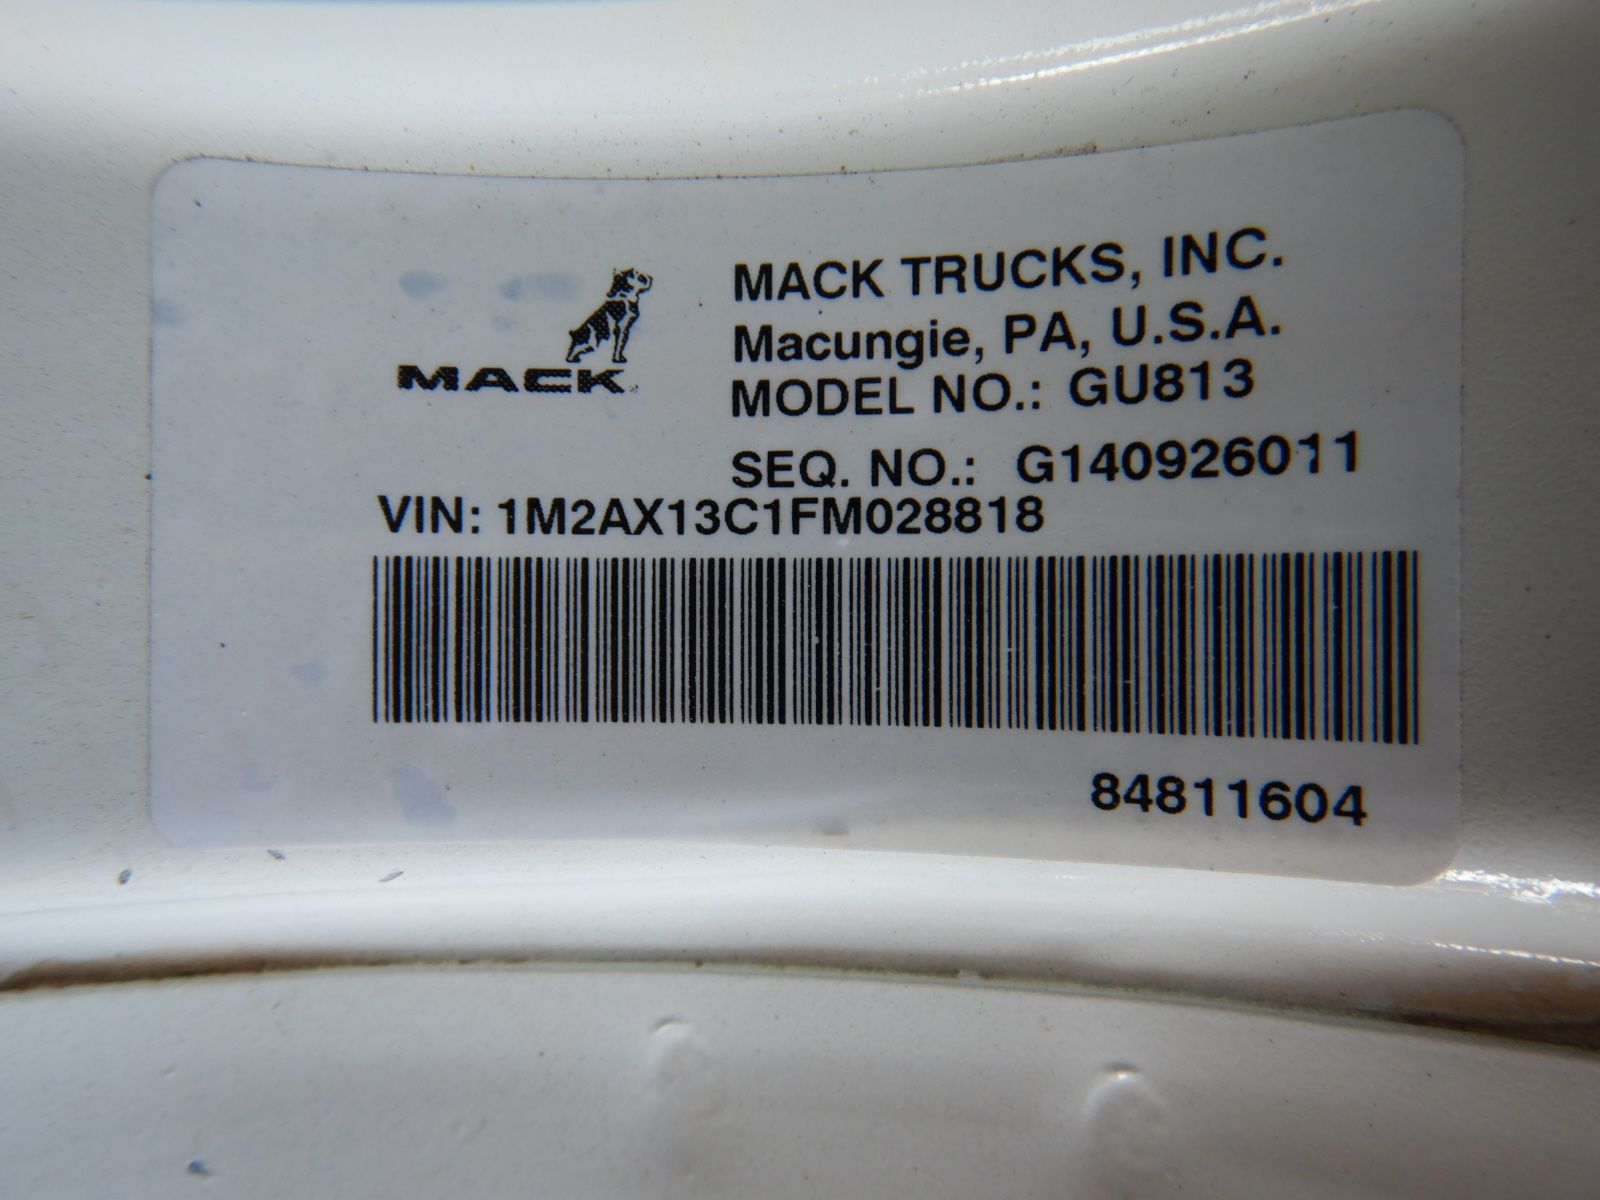 MACK
MACK TRUCKS, INC.
Macungie, PA, U.S.A.
MODEL NO.: GU813
SEQ. NO.: G140926011
VIN: 1M2AX13C1FM028818
84811604